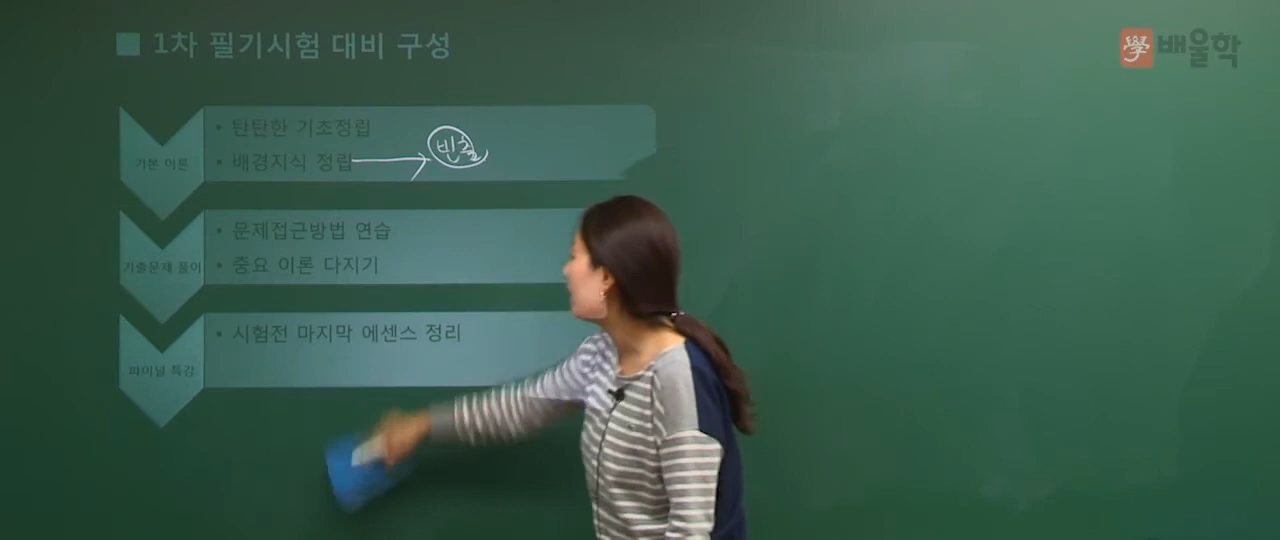 ■ 1차 필기시험 대비 구성
學 배울학
• 탄탄한 기초정립
• 배경지식 정립 → 빈출
기본 이론
• 문제접근방법 연습
• 중요 이론 다지기
기출문제 풀이
• 시험전 마지막 에센스 정리
파이널 특강